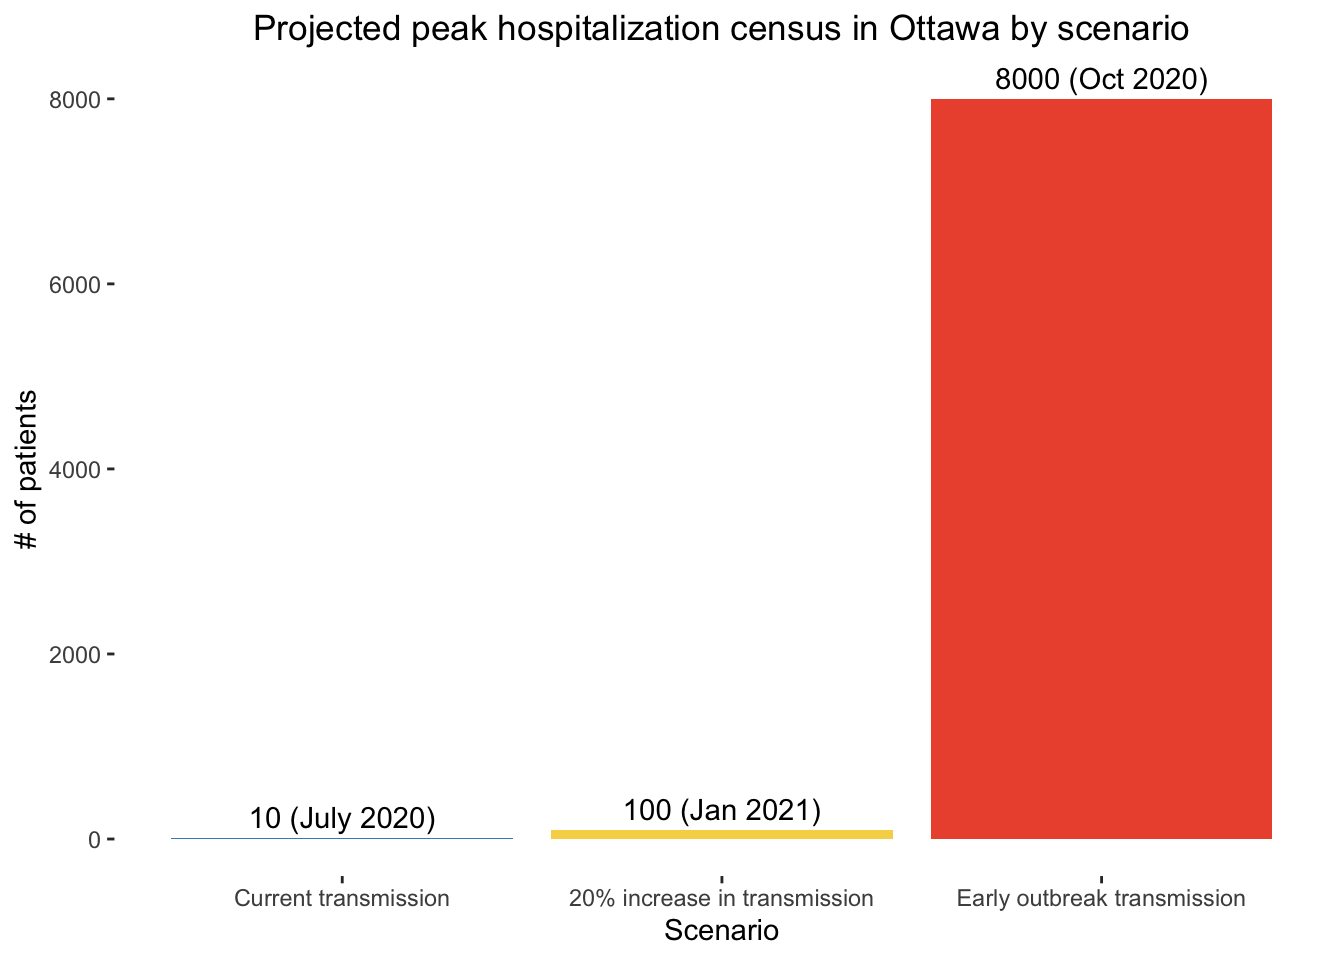 Projected peak hospitalization census in Ottawa by scenario
8000 (Oct 2020)
8000
6000
4000
2000
0
# of patients
10 (July 2020)
100 (Jan 2021)
Current transmission
20% increase in transmission
Early outbreak transmission
Scenario